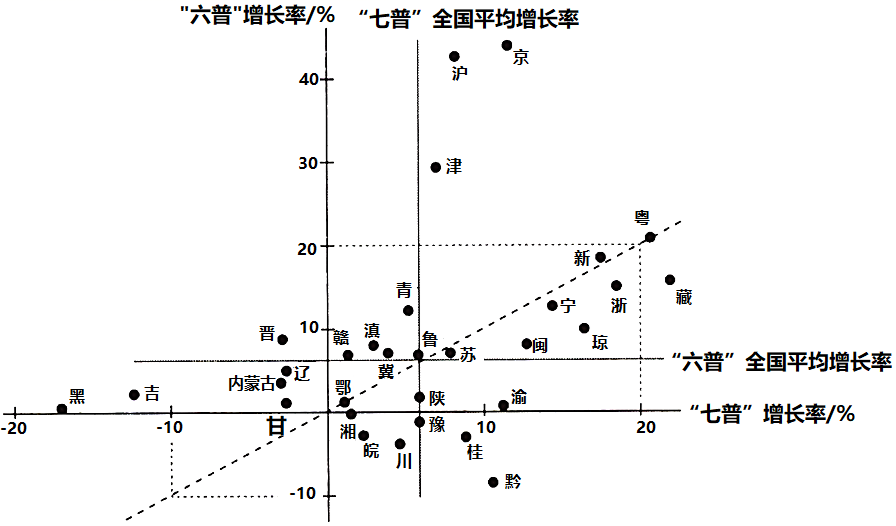 "六普"增长率/% “七普”全国平均增长率
京
沪
40
津
30
粤
20
新
浙
藏
青
宁
琼
10
晋
赣
滇
鲁
苏
闽
冀
“六普”全国平均增长率
辽
内蒙古
黑
吉
鄂
陕
渝
“七普”增长率/%
-20
-10
甘
湘
豫
10
20
皖
川
桂
黔
-10